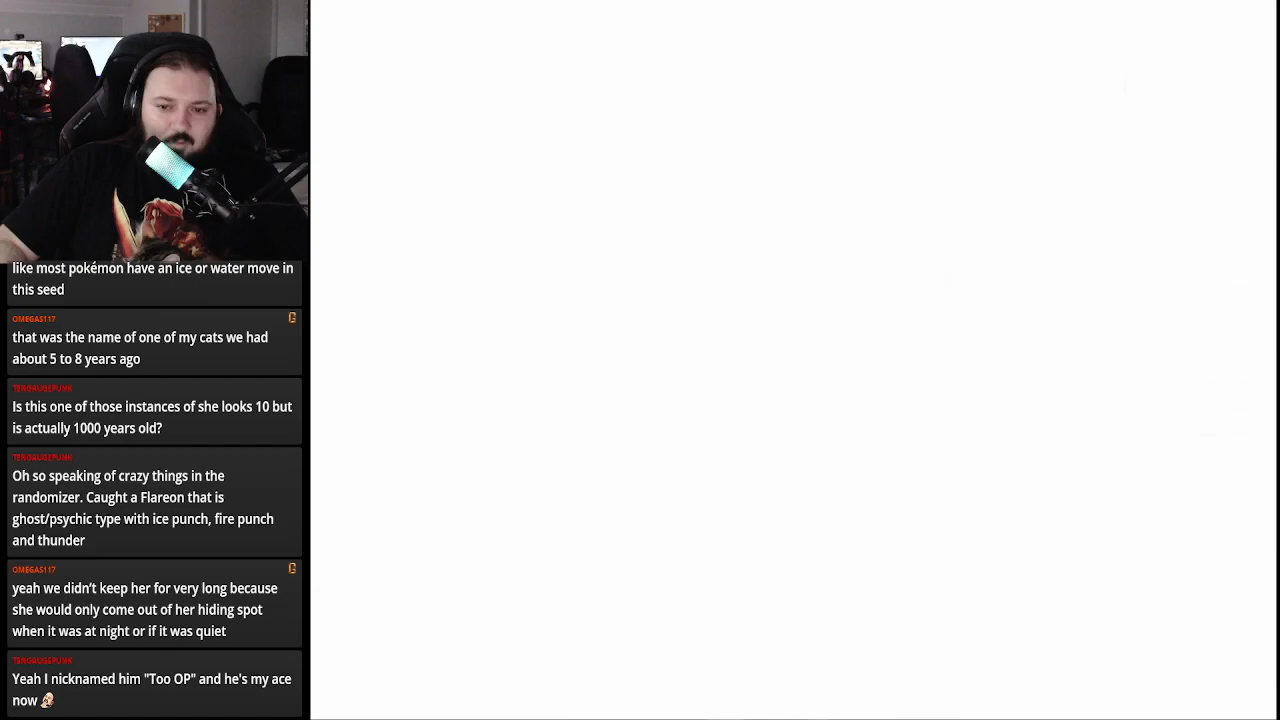 like most pokémon have an ice or water move in
this seed
OMEGAS117
that was the name of one of my cats we had
about 5 to 8 years ago
TENGAUGEPUNK
Is this one of those instances of she looks 10 but
is actually 1000 years old?
TENGAUGEPUNK
Oh so speaking of crazy things in the
randomizer. Caught a Flareon that is
ghost/psychic type with ice punch, fire punch
and thunder
OMEGAS117
yeah we didn’t keep her for very long because
she would only come out of her hiding spot
when it was at night or if it was quiet
TENGAUGEPUNK
Yeah I nicknamed him "Too OP" and he's my ace
now